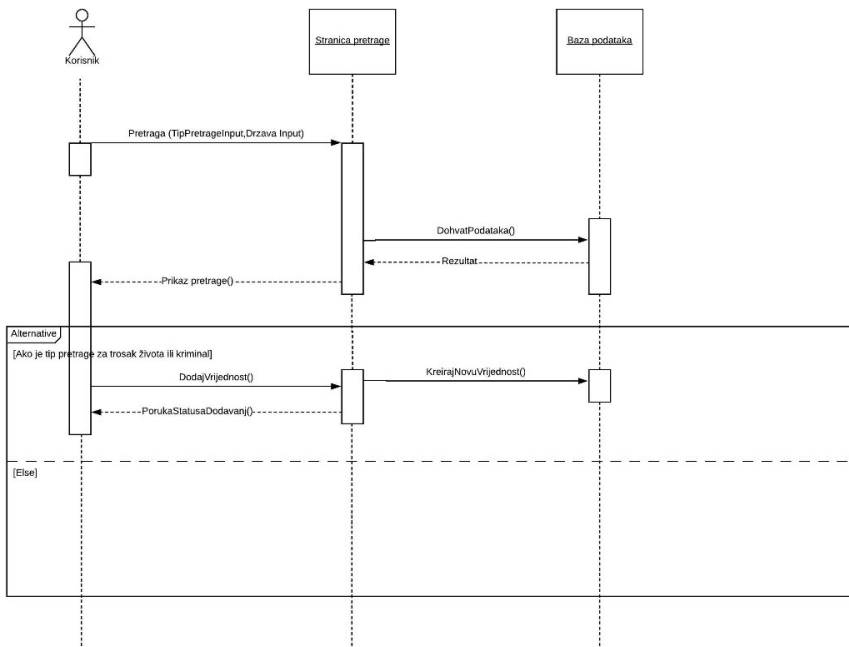 Korisnik
Stranica pretrage
Baza podataka
Pretraga (TipPretrageInput,Drzava Input)
DohvatPodataka()
Rezultat
Prikaz pretrage()
Alternative
[Ako je tip pretrage za trosak života ili kriminal]
DodajVrijednost()
KreirajNovuVrijednost()
PorukaStatusaDodavanj()
[Else]